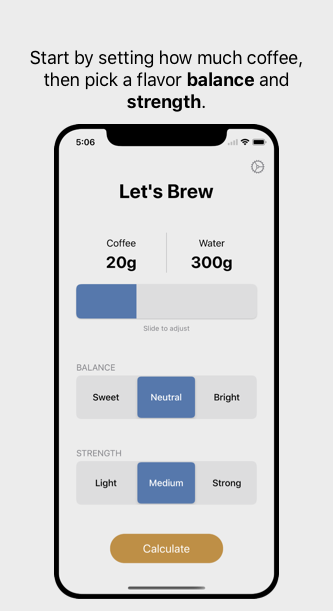 Start by setting how much coffee,
then pick a flavor balance and
strength.
5:06
Let's Brew
Coffee Water
20g 300g
Slide to adjust
BALANCE
Sweet Neutral Bright
STRENGTH
Light Medium Strong
Calculate